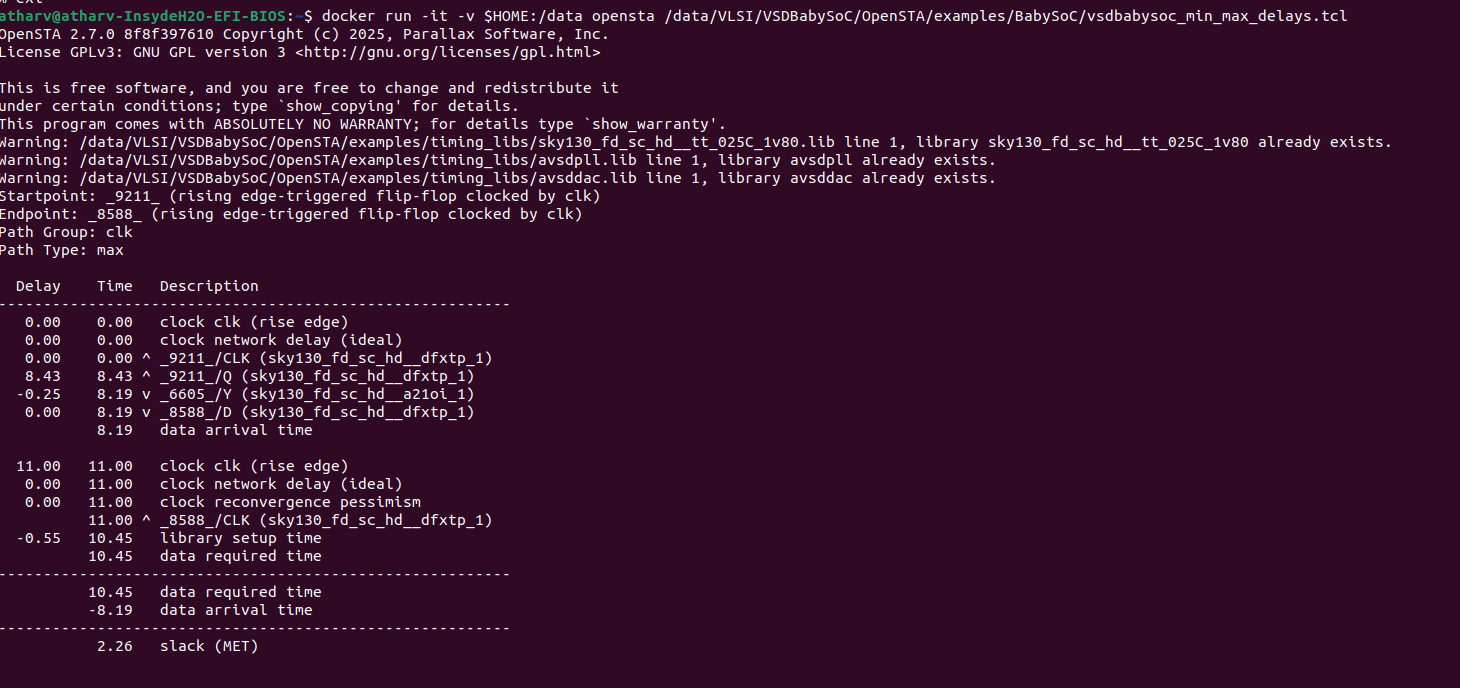 atharv@atharv-InsydeH2O-EFI-BIOS:~$ docker run -it -v $HOME:/data opensta /data/VLSI/VSDBabySoC/OpenSTA/examples/BabySoC/vsdbabysoc_min_max_delays.tcl
OpenSTA 2.7.0 8f8f397610 Copyright (c) 2025, Parallax Software, Inc.
License GPLv3: GNU GPL version 3 <http://gnu.org/licenses/gpl.html>

This is free software, and you are free to change and redistribute it
under certain conditions; type `show_copying' for details.
This program comes with ABSOLUTELY NO WARRANTY; for details type `show_warranty'.
Warning: /data/VLSI/VSDBabySoC/OpenSTA/examples/timing_libs/sky130_fd_sc_hd__tt_025C_1v80.lib line 1, library sky130_fd_sc_hd__tt_025C_1v80 already exists.
Warning: /data/VLSI/VSDBabySoC/OpenSTA/examples/timing_libs/avsdpll.lib line 1, library avsdpll already exists.
Warning: /data/VLSI/VSDBabySoC/OpenSTA/examples/timing_libs/avsddac.lib line 1, library avsddac already exists.
Startpoint: _9211_ (rising edge-triggered flip-flop clocked by clk)
Endpoint: _8588_ (rising edge-triggered flip-flop clocked by clk)
Path Group: clk
Path Type: max

  Delay    Time   Description
---------------------------------------------------------
   0.00    0.00   clock clk (rise edge)
   0.00    0.00   clock network delay (ideal)
   0.00    0.00 ^ _9211_/CLK (sky130_fd_sc_hd__dfxtp_1)
   8.43    8.43 ^ _9211_/Q (sky130_fd_sc_hd__dfxtp_1)
  -0.25    8.19 v _6605_/Y (sky130_fd_sc_hd__a21oi_1)
   0.00    8.19 v _8588_/D (sky130_fd_sc_hd__dfxtp_1)
           8.19   data arrival time

  11.00   11.00   clock clk (rise edge)
   0.00   11.00   clock network delay (ideal)
   0.00   11.00   clock reconvergence pessimism
          11.00 ^ _8588_/CLK (sky130_fd_sc_hd__dfxtp_1)
  -0.55   10.45   library setup time
          10.45   data required time
---------------------------------------------------------
          10.45   data required time
          -8.19   data arrival time
---------------------------------------------------------
           2.26   slack (MET)